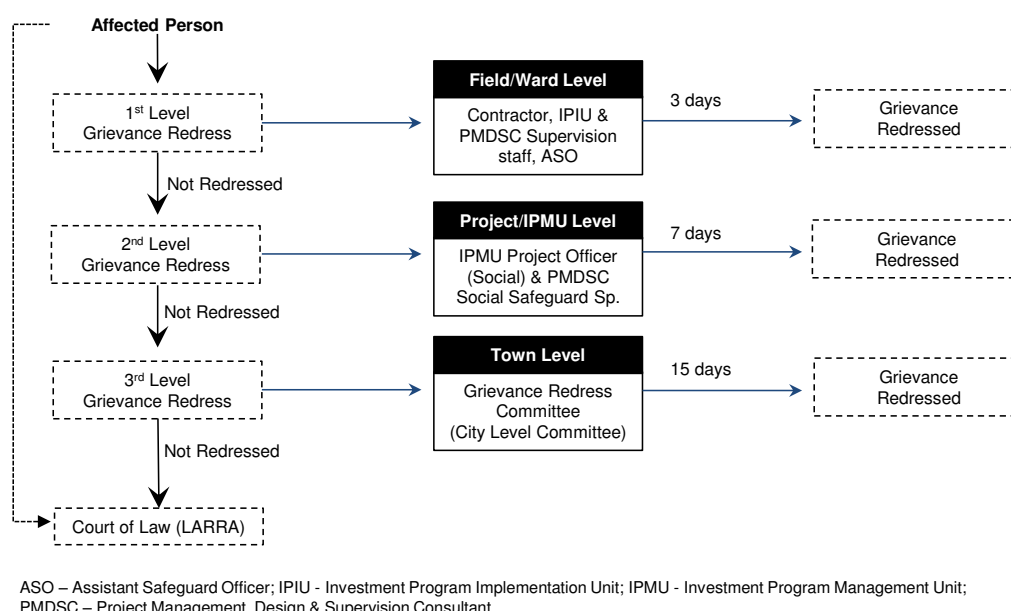 Affected Person
1st Level
Grievance Redress
Field/Ward Level
Contractor, IPIU &
PMDSC Supervision
staff, ASO
3 days
Grievance
Redressed
Not Redressed
2nd Level
Grievance Redress
Project/IPMU Level
IPMU Project Officer
(Social) & PMDSC
Social Safeguard Sp.
7 days
Grievance
Redressed
Not Redressed
3rd Level
Grievance Redress
Town Level
Grievance Redress
Committee
(City Level Committee)
15 days
Grievance
Redressed
Not Redressed
Court of Law (LARRA)
ASO – Assistant Safeguard Officer; IPIU - Investment Program Implementation Unit; IPMU - Investment Program Management Unit;
PMDSC – Project Management, Design & Supervision Consultant